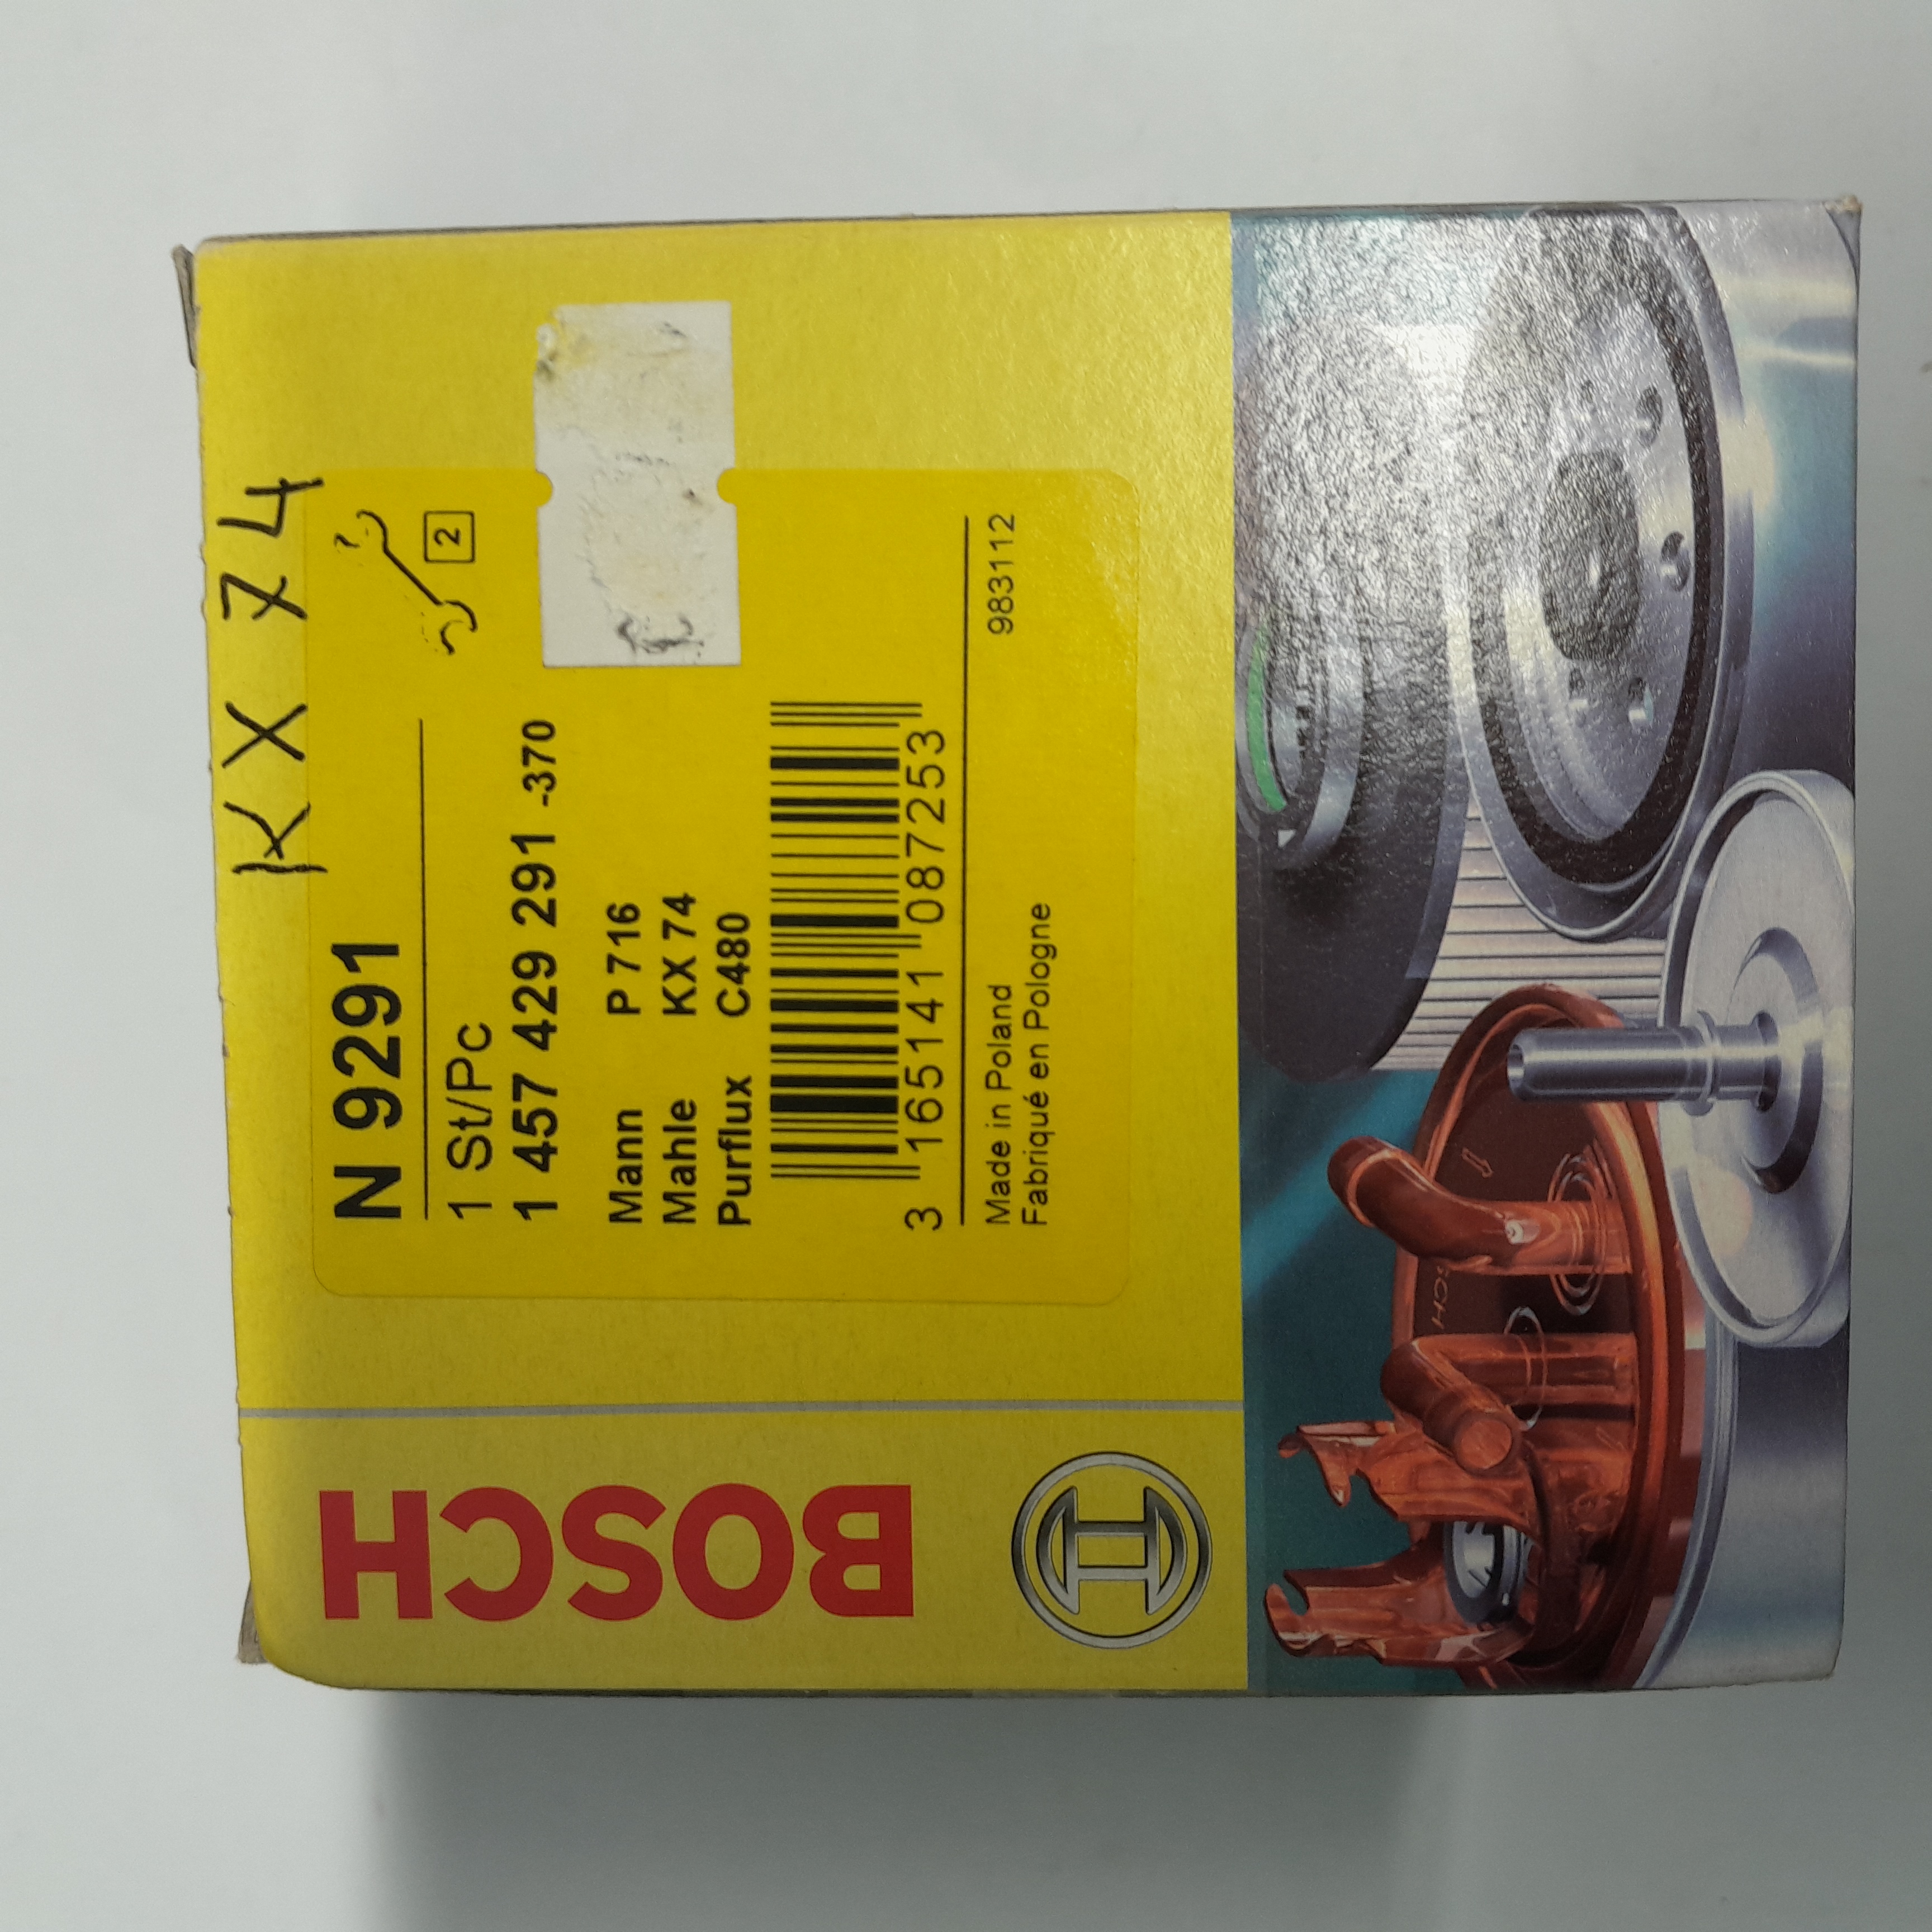 KX 74
N 9291
2
1 St/Pc
1 457 429 291 -370
Mann P 716
Mahle KX 74
Purflux C480
3 165141 087253
983112
Made in Poland
Fabriqué en Pologne
BOSCH